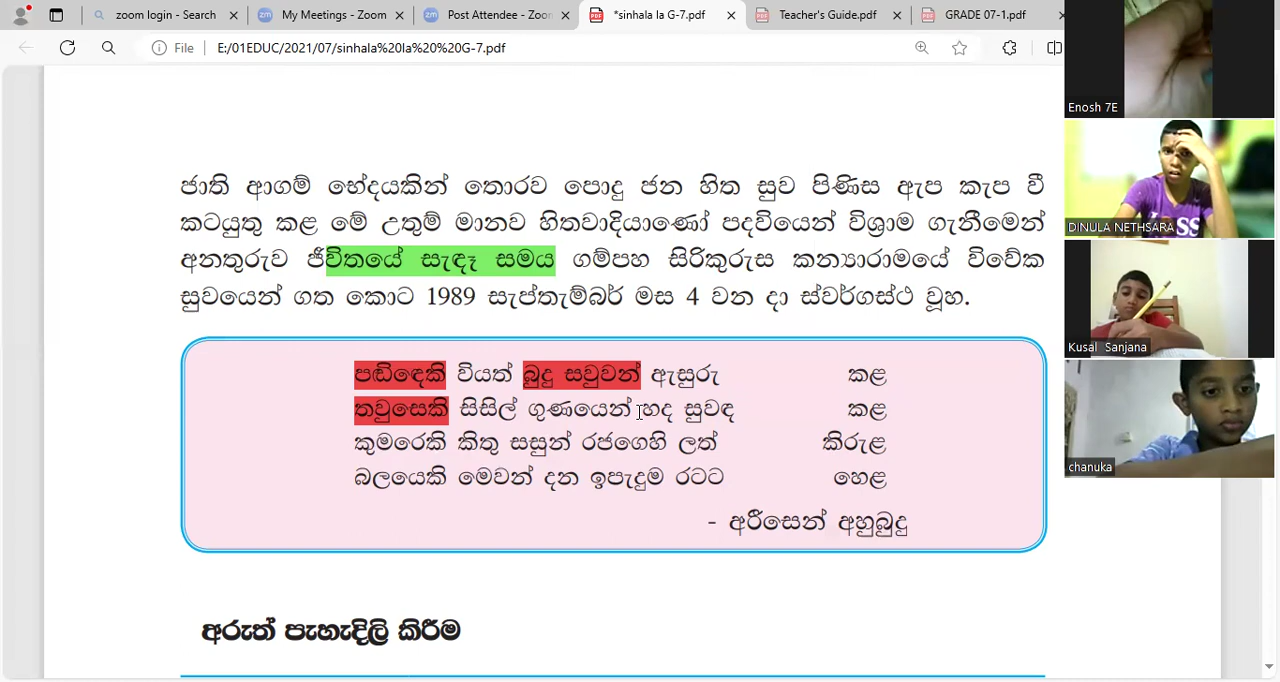 zoom login - Search
My Meetings - Zoom
Post Attendee - Zoo
*sinhala la G-7.pdf
Teacher's Guide.pdf
GRADE 07-1.pdf
File E:/01EDUC/2021/07/sinhala%20la%20%20G-7.pdf
ජාති ආගම් භේදයකින් තොරව පොදු ජන හිත සුව පිණිස ඇප කැප වී
කටයුතු කළ මේ උතුම් මානව හිතවාදියාණෝ පදවියෙන් විශ්‍රාම ගැනීමෙන්
අනතුරුව ජීවිතයේ සැඳෑ සමය ගම්පහ සිරිකුරුස කන්‍යාරාමයේ විවේක
සුවයෙන් ගත කොට 1989 සැප්තැම්බර් මස 4 වන දා ස්වර්ගස්ථ වූහ.
පඬිඳෙකි වියත් බුදු සව්වන් ඇසුරු කළ
තවුසෙකි සිසිල් ගුණයෙන් හද සුවඳ කළ
කුමරෙකි කිතු සසුන් රජගෙහි ලත් කිරුළ
බලයෙකි මෙවන් දන ඉපැදුම රටට හෙළ
- අරීසෙන් අහුබුදු
අරුත් පැහැදිලි කිරීම
Enosh 7E
DINULA NETHSARA
Kusal Sanjana
chanuka